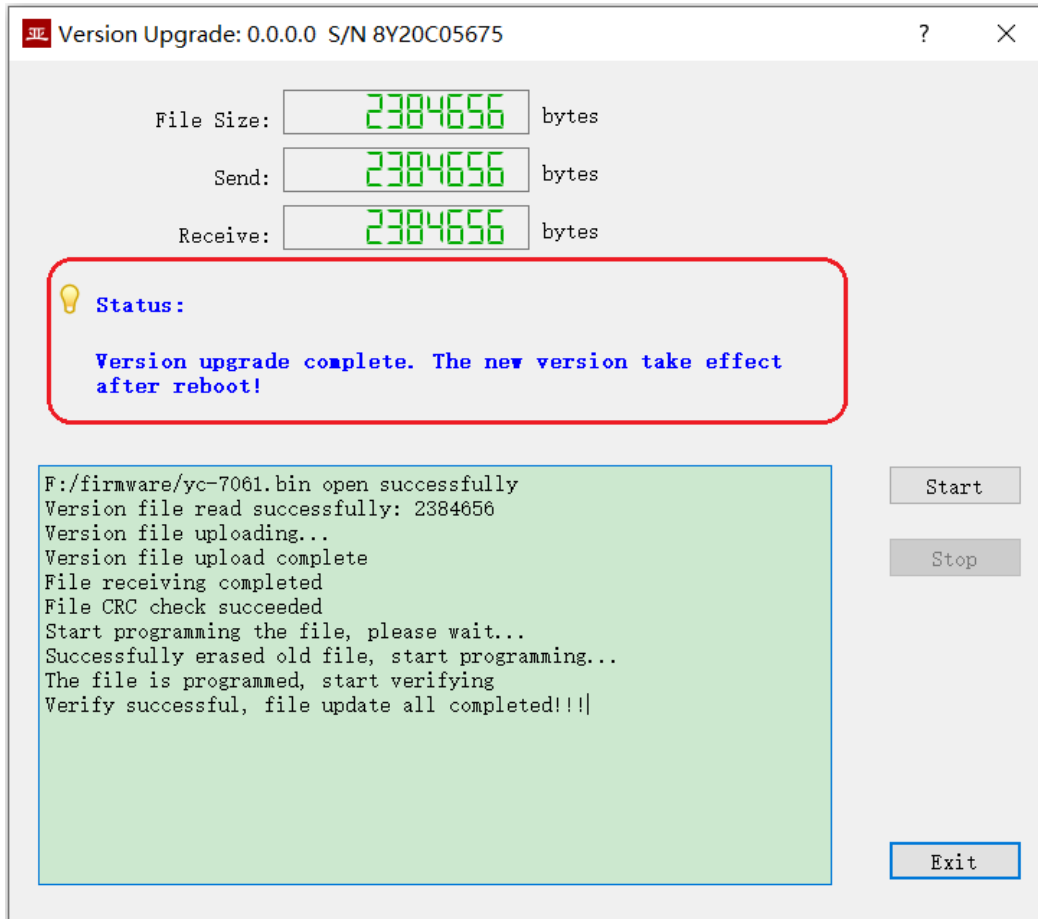 亚 Version Upgrade: 0.0.0.0 S/N 8Y20C05675 ?
File Size: 2384656 bytes
Send: 2384656 bytes
Receive: 2384656 bytes
Status:
Version upgrade complete. The new version take effect
after reboot!
F:/firmware/yc-7061.bin open successfully
Version file read successfully: 2384656
Version file uploading...
Version file upload complete
File receiving completed
File CRC check succeeded
Start programming the file, please wait...
Successfully erased old file, start programming...
The file is programmed, start verifying
Verify successful, file update all completed!!!
Start
Stop
Exit